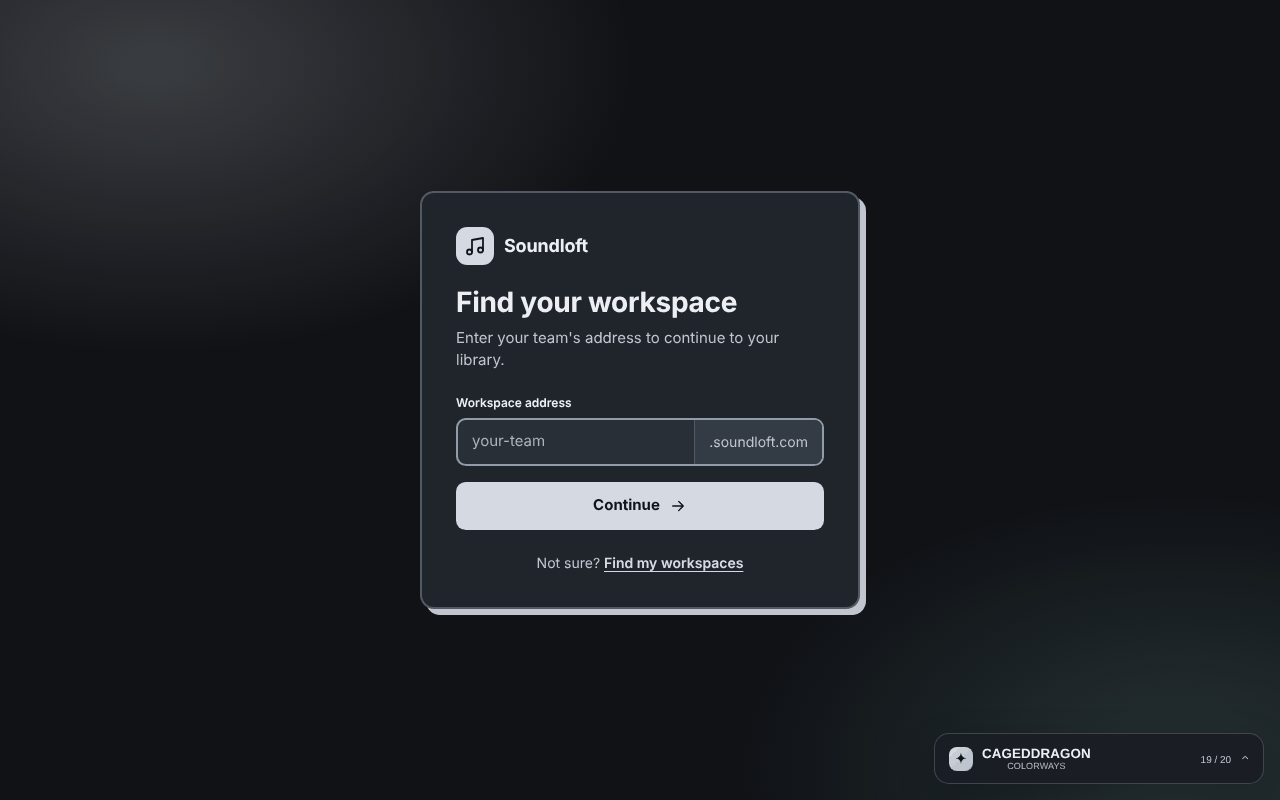 Soundloft
Find your workspace
Enter your team's address to continue to your
library.
Workspace address
your-team
.soundloft.com
Continue
Not sure? Find my workspaces
CAGEDDRAGON
COLORWAYS
19 / 20